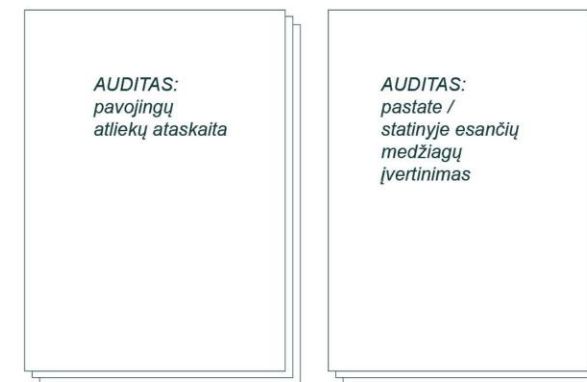 AUDITAS:
pavojingų
atliekų ataskaita
AUDITAS:
pastate /
statinyje esančių
medžiagų
įvertinimas